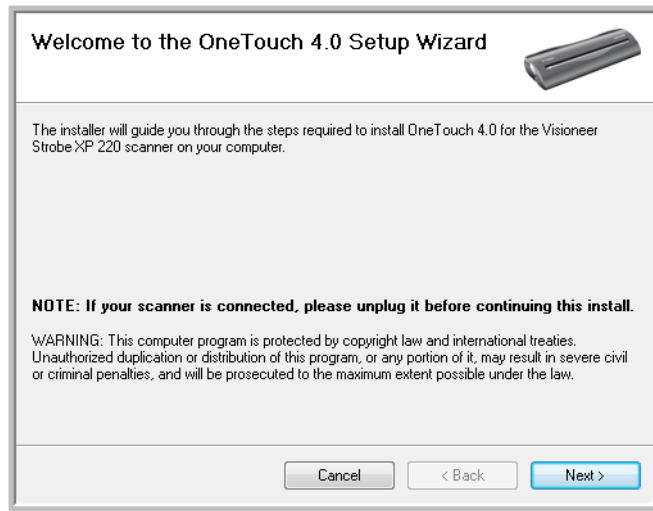 Welcome to the OneTouch 4.0 Setup Wizard
The installer will guide you through the steps required to install OneTouch 4.0 for the Visioneer
Strobe XP 220 scanner on your computer.
NOTE: If your scanner is connected, please unplug it before continuing this install.
WARNING: This computer program is protected by copyright law and international treaties.
Unauthorized duplication or distribution of this program, or any portion of it, may result in severe civil
or criminal penalties, and will be prosecuted to the maximum extent possible under the law.
Cancel
< Back
Next >